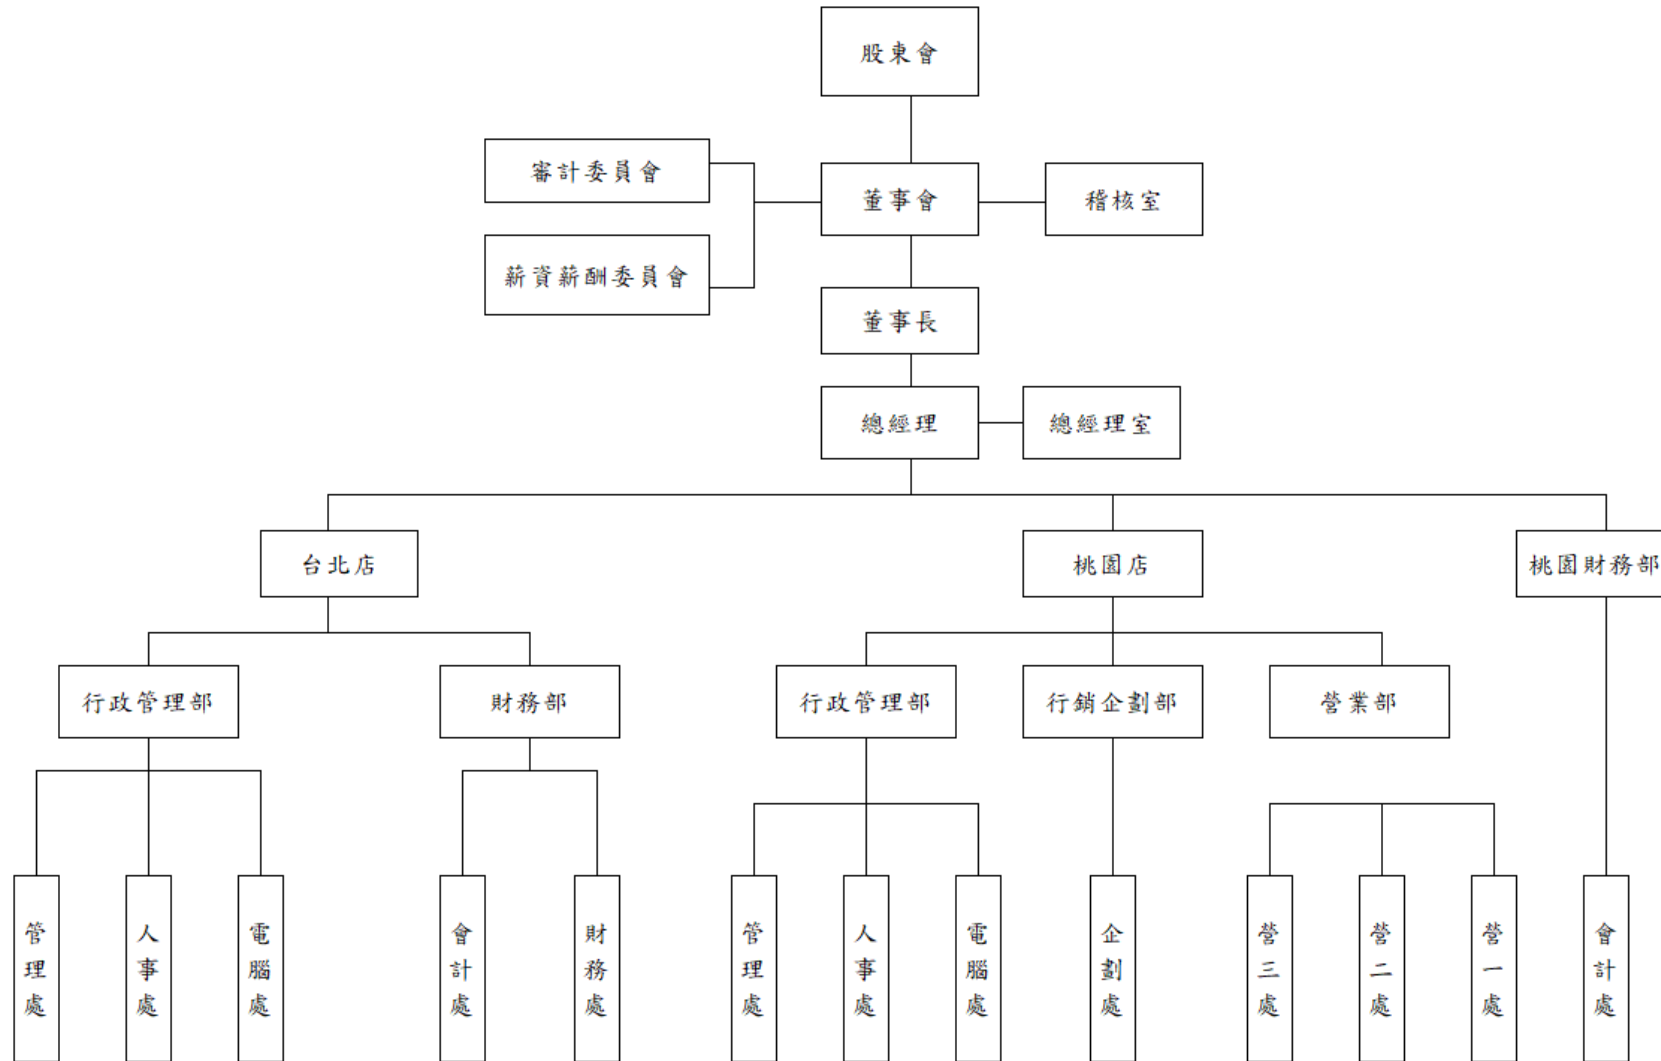 股東會
審計委員會
董事會
稽核室
薪資薪酬委員會
董事長
總經理
總經理室
台北店
桃園店
桃園財務部
行政管理部
財務部
行政管理部
行銷企劃部
營業部
管理處
人事處
電腦處
會計處
財務處
管理處
人事處
電腦處
企劃處
營三處
營二處
營一處
會計處